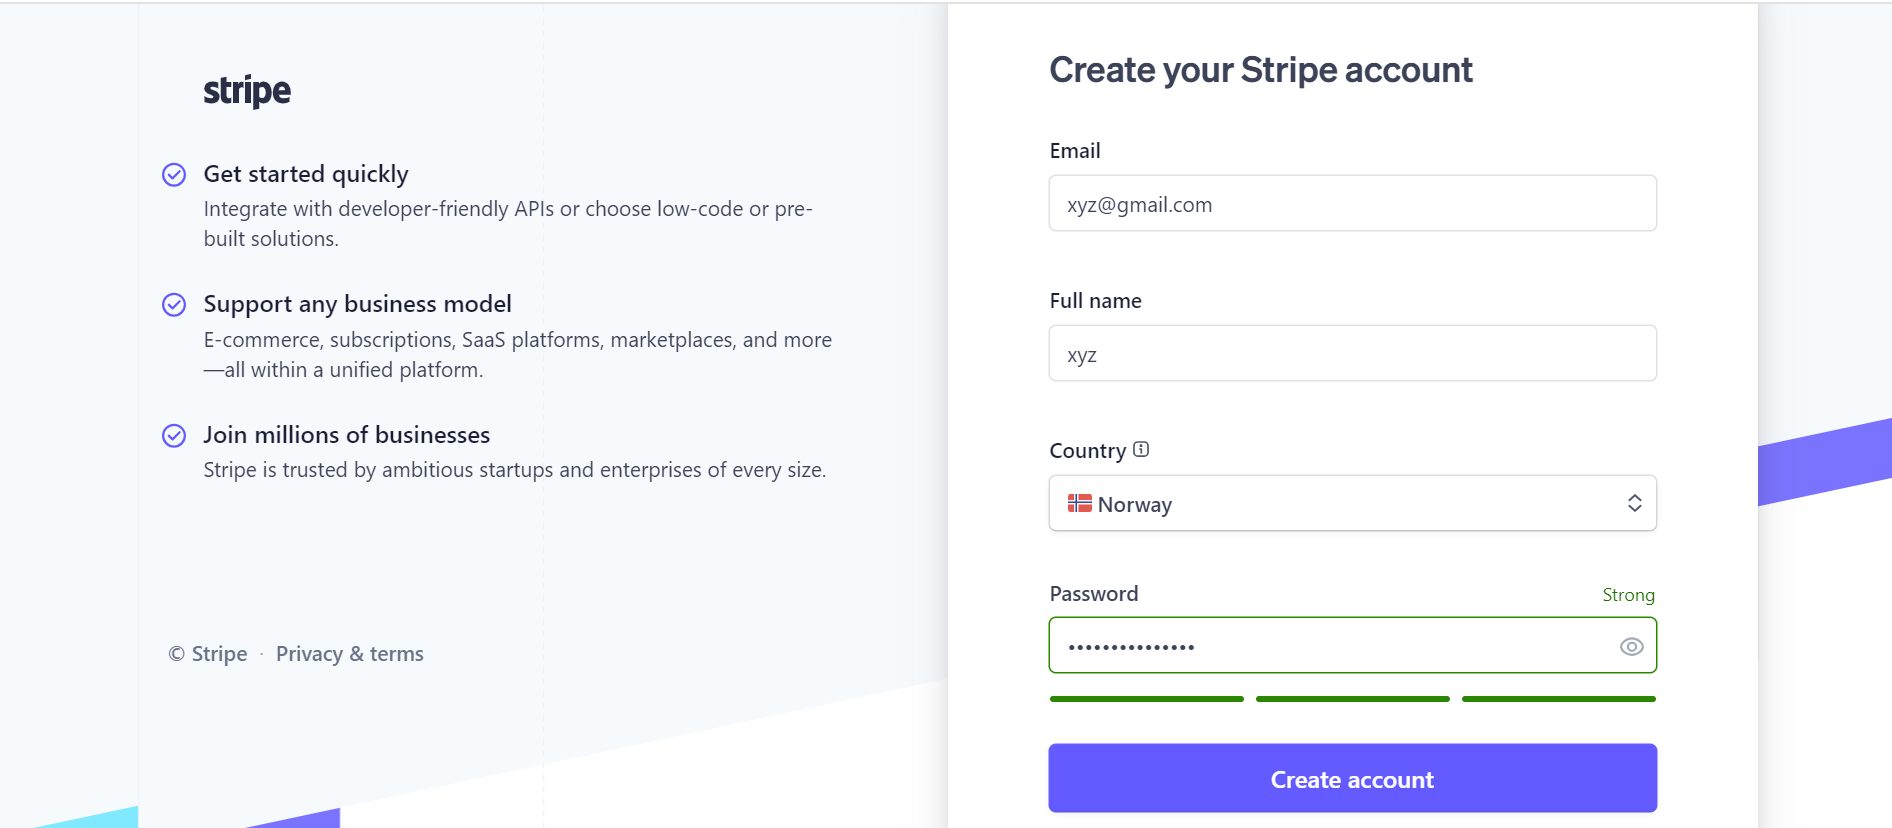 stripe
Get started quickly
Integrate with developer-friendly APIs or choose low-code or pre-
built solutions.
Support any business model
E-commerce, subscriptions, SaaS platforms, marketplaces, and more
—all within a unified platform.
Join millions of businesses
Stripe is trusted by ambitious startups and enterprises of every size.
© Stripe · Privacy & terms
Create your Stripe account
Email
xyz@gmail.com
Full name
xyz
Country
Norway
Password Strong
•••••••••••••••
Create account